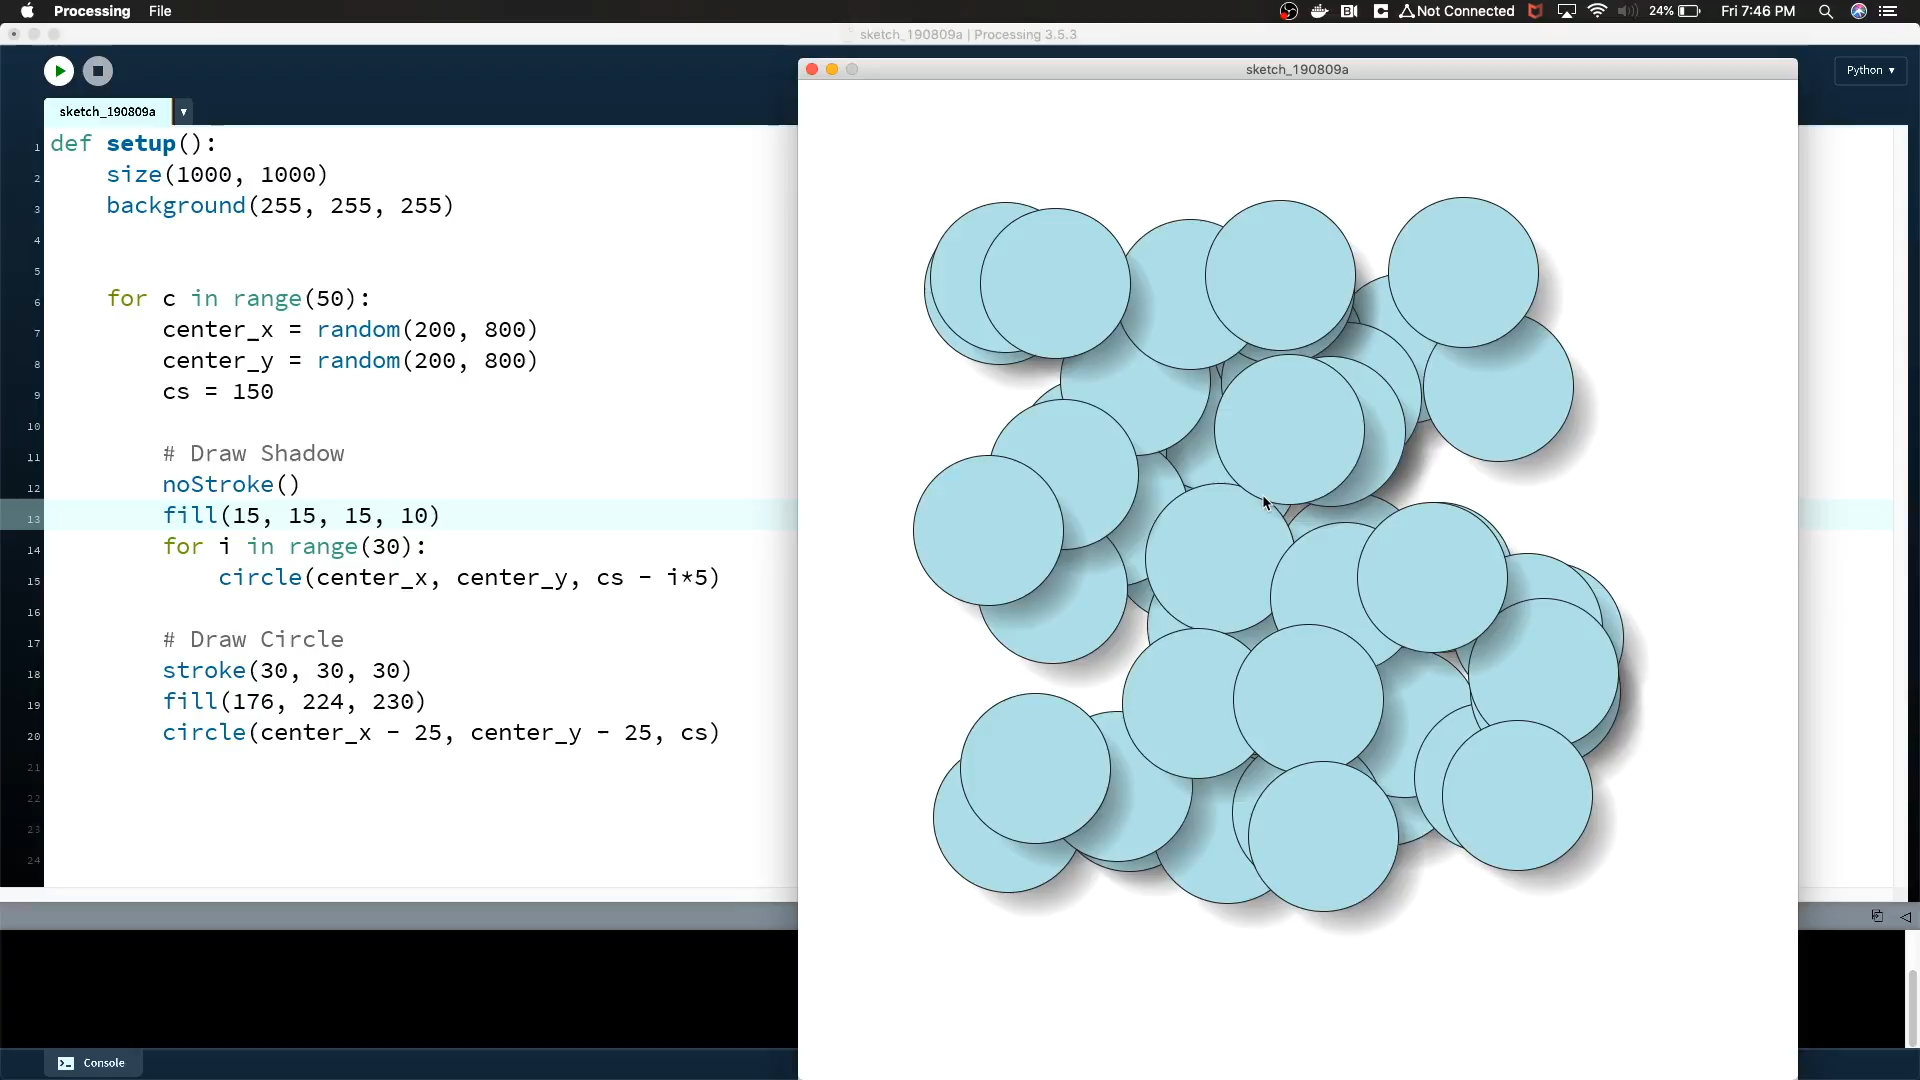 Processing File Not Connected 24% Fri 7:46 PM
sketch_190809a | Processing 3.5.3
sketch_190809a
Python ▾
sketch_190809a ▾
1 def setup():
2 size(1000, 1000)
3 background(255, 255, 255)
4
5
6 for c in range(50):
7 center_x = random(200, 800)
8 center_y = random(200, 800)
9 cs = 150
10
11 # Draw Shadow
12 noStroke()
13 fill(15, 15, 15, 10)
14 for i in range(30):
15 circle(center_x, center_y, cs - i*5)
16
17 # Draw Circle
18 stroke(30, 30, 30)
19 fill(176, 224, 230)
20 circle(center_x - 25, center_y - 25, cs)
21
22
23
24
Console